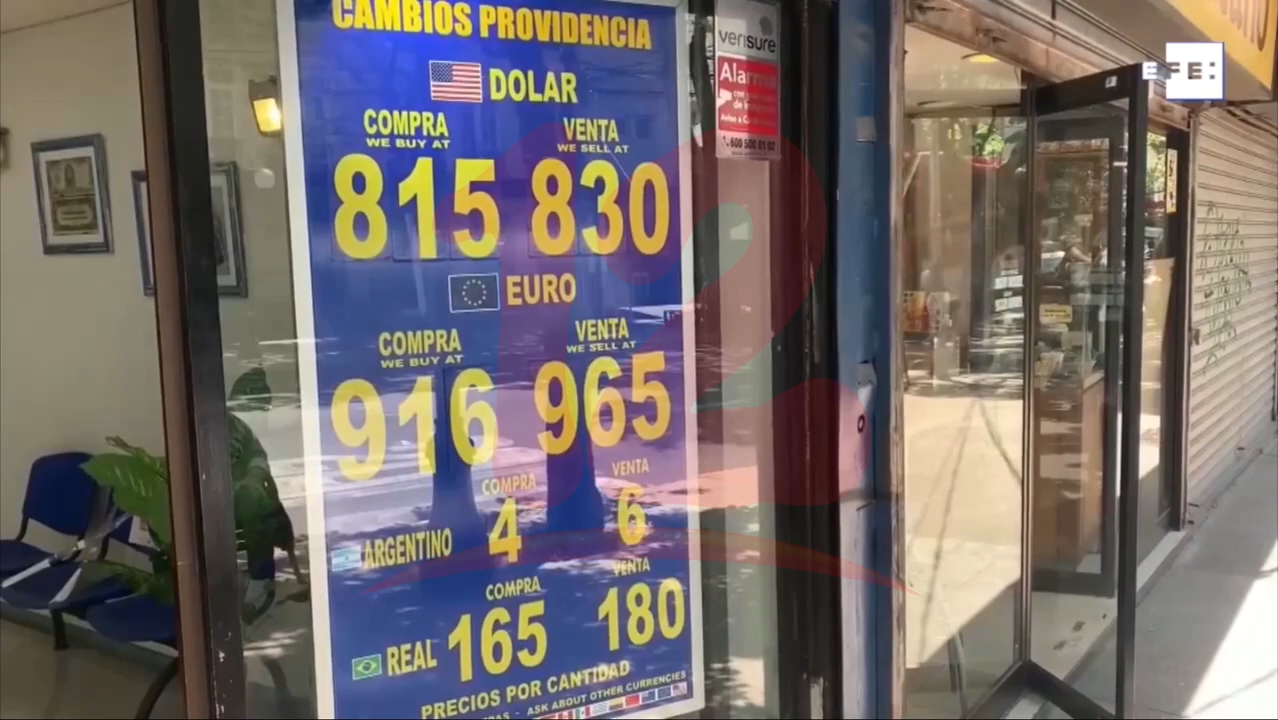 CAMBIOS PROVIDENCIA
DOLAR
COMPRA VENTA
WE BUY AT WE SELL AT
815 830
EURO
COMPRA VENTA
WE BUY AT WE SELL AT
916 965
COMPRA VENTA
ARGENTINO 4 6
COMPRA VENTA
REAL 165 180
PRECIOS POR CANTIDAD
- ASK ABOUT OTHER CURRENCIES
verisure
Alarma
600 500 01 02
EFE: